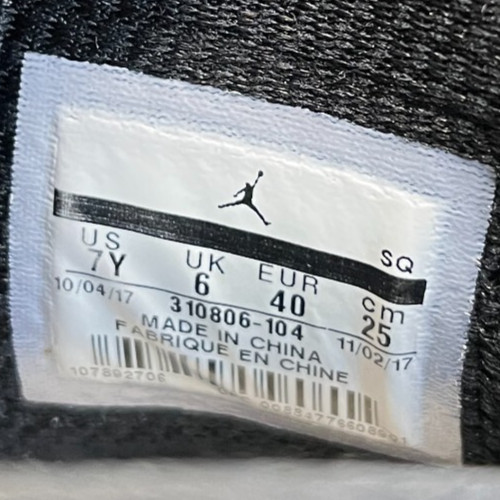 SQ
US UK EUR cm
7Y 6 40 25
10/04/17 310806-104 11/02/17
MADE IN CHINA
FABRIQUE EN CHINE
107892706